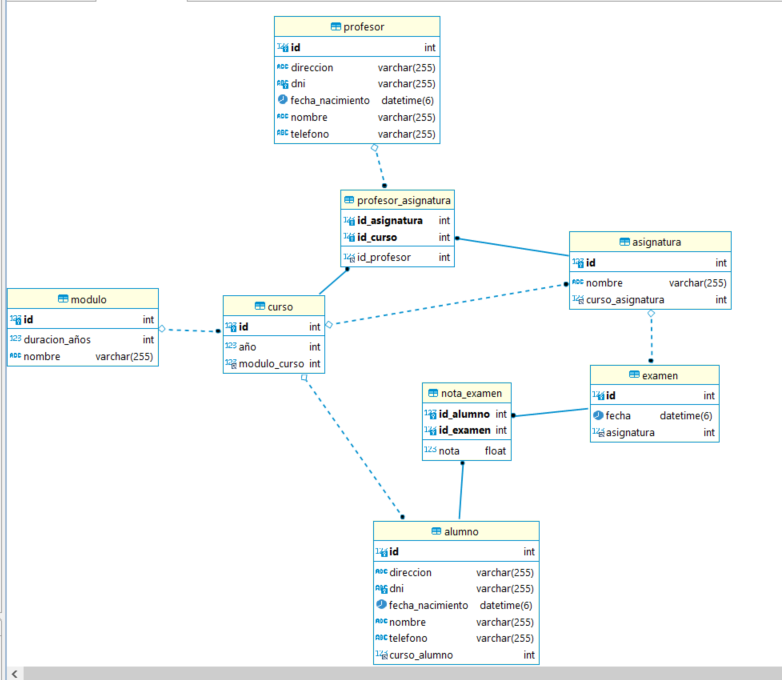 profesor
id int
direccion varchar(255)
dni varchar(255)
fecha_nacimiento datetime(6)
nombre varchar(255)
telefono varchar(255)
profesor_asignatura
id_asignatura int
id_curso int
id_profesor int
asignatura
id int
nombre varchar(255)
curso_asignatura int
modulo
id int
duracion_años int
nombre varchar(255)
curso
id int
año int
modulo_curso int
examen
id int
fecha datetime(6)
asignatura int
nota_examen
id_alumno int
id_examen int
nota float
alumno
id int
direccion varchar(255)
dni varchar(255)
fecha_nacimiento datetime(6)
nombre varchar(255)
telefono varchar(255)
curso_alumno int